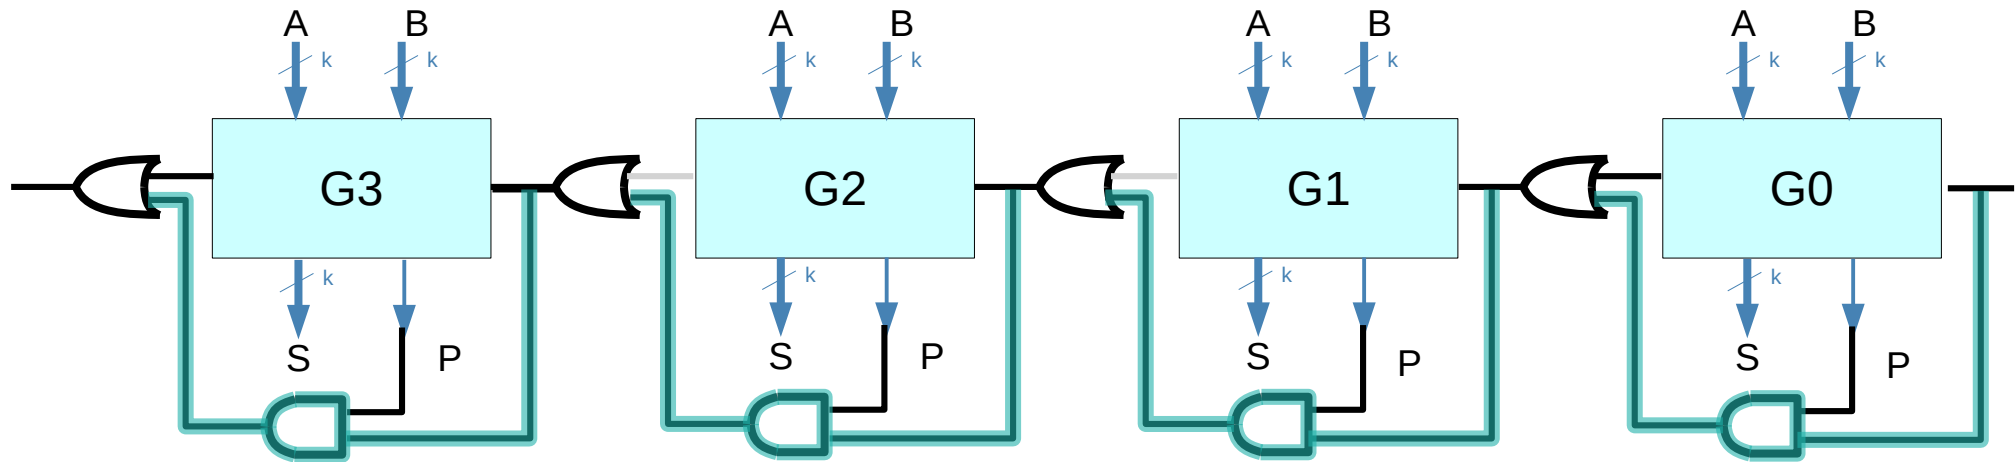 A B A B A B A B
k k k k k k k k
G3 G2 G1 G0
k k k k
S P S P S P S P